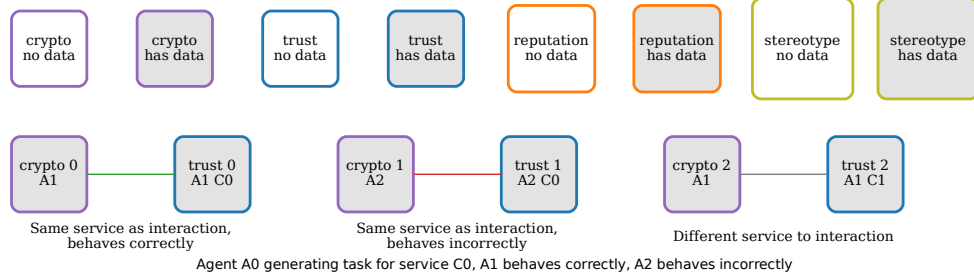 crypto
no data
crypto
has data
trust
no data
trust
has data
reputation
no data
reputation
has data
stereotype
no data
stereotype
has data
crypto 0
A1
trust 0
A1 C0
crypto 1
A2
trust 1
A2 C0
crypto 2
A1
trust 2
A1 C1
Same service as interaction,
behaves correctly
Same service as interaction,
behaves incorrectly
Different service to interaction
Agent A0 generating task for service C0, A1 behaves correctly, A2 behaves incorrectly